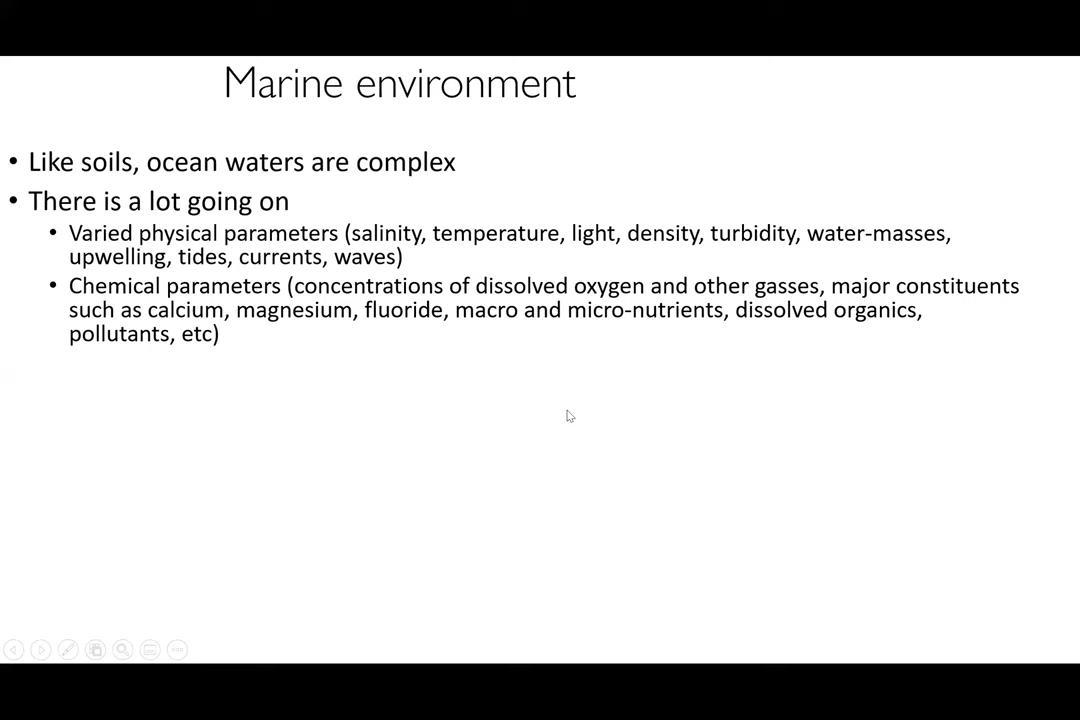 Marine environment
• Like soils, ocean waters are complex
• There is a lot going on
• Varied physical parameters (salinity, temperature, light, density, turbidity, water-masses,
upwelling, tides, currents, waves)
• Chemical parameters (concentrations of dissolved oxygen and other gasses, major constituents
such as calcium, magnesium, fluoride, macro and micro-nutrients, dissolved organics,
pollutants, etc)